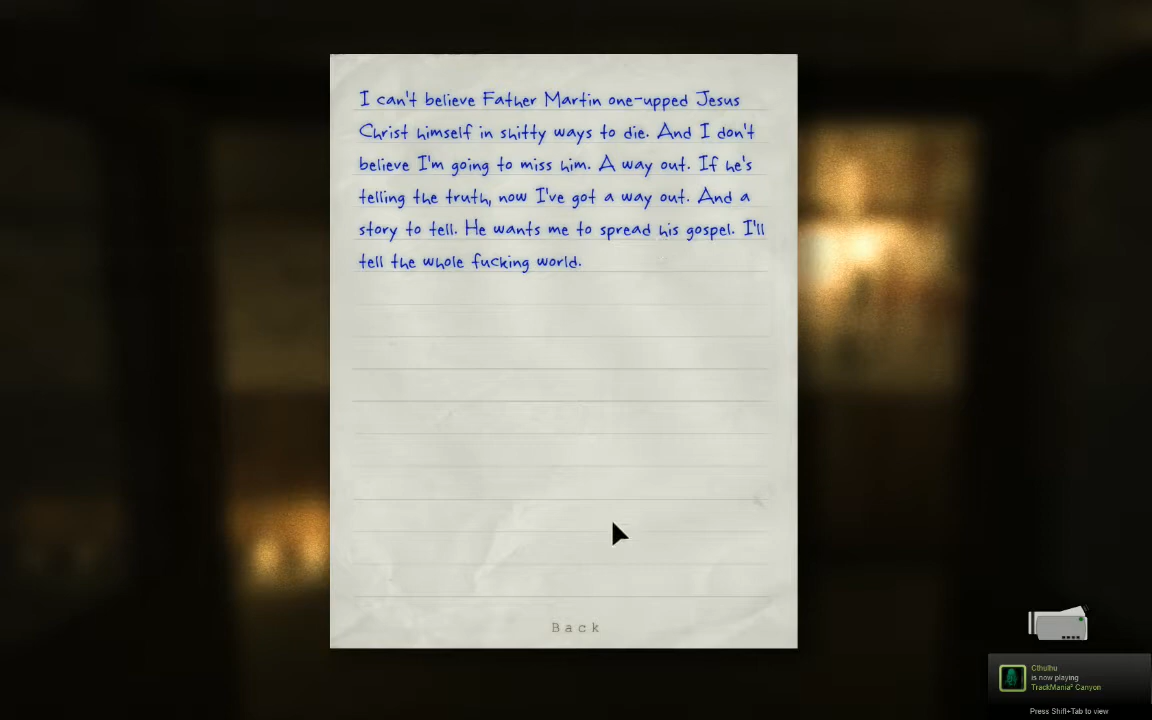 I can't believe Father Martin one-upped Jesus
Christ himself in shitty ways to die. And I don't
believe I'm going to miss him. A way out. If he's
telling the truth, now I've got a way out. And a
story to tell. He wants me to spread his gospel. I'll
tell the whole fucking world.
Back
Cthulhu
is now playing
TrackMania² Canyon
Press Shift+Tab to view